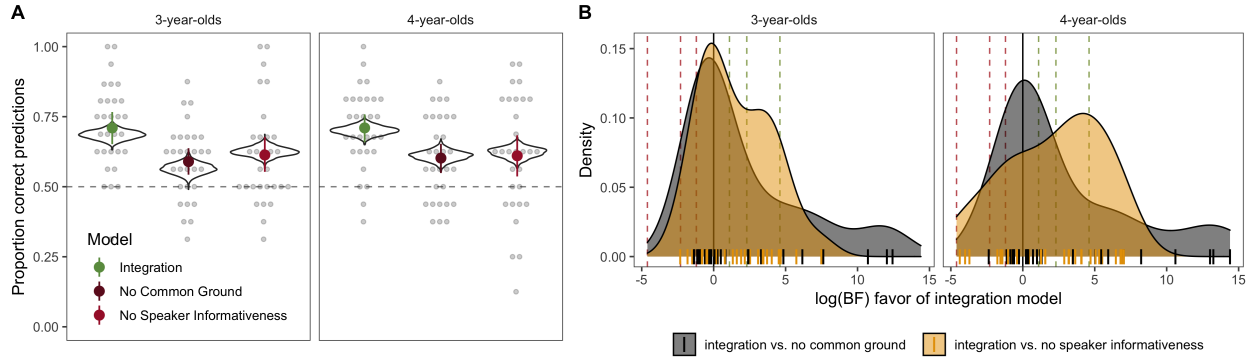 A
3-year-olds
4-year-olds
1.00
0.75
0.50
0.25
0.00
Proportion correct predictions
Model
Integration
No Common Ground
No Speaker Informativeness
B
3-year-olds
4-year-olds
0.15
0.10
0.05
0.00
Density
-5 0 5 10 15
-5 0 5 10 15
log(BF) favor of integration model
integration vs. no common ground
integration vs. no speaker informativeness